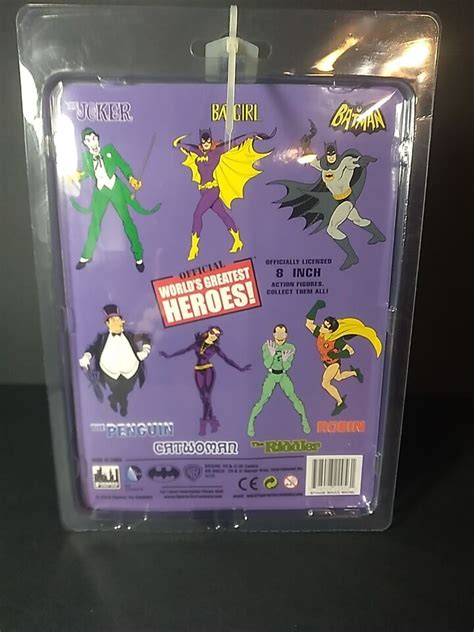 THE JOKER
BATGIRL
BATMAN
OFFICIAL
WORLD'S GREATEST
HEROES!
OFFICIALLY LICENSED
8 INCH
ACTION FIGURES,
COLLECT THEM ALL!
THE PENGUIN
CATWOMAN
The Riddler
ROBIN